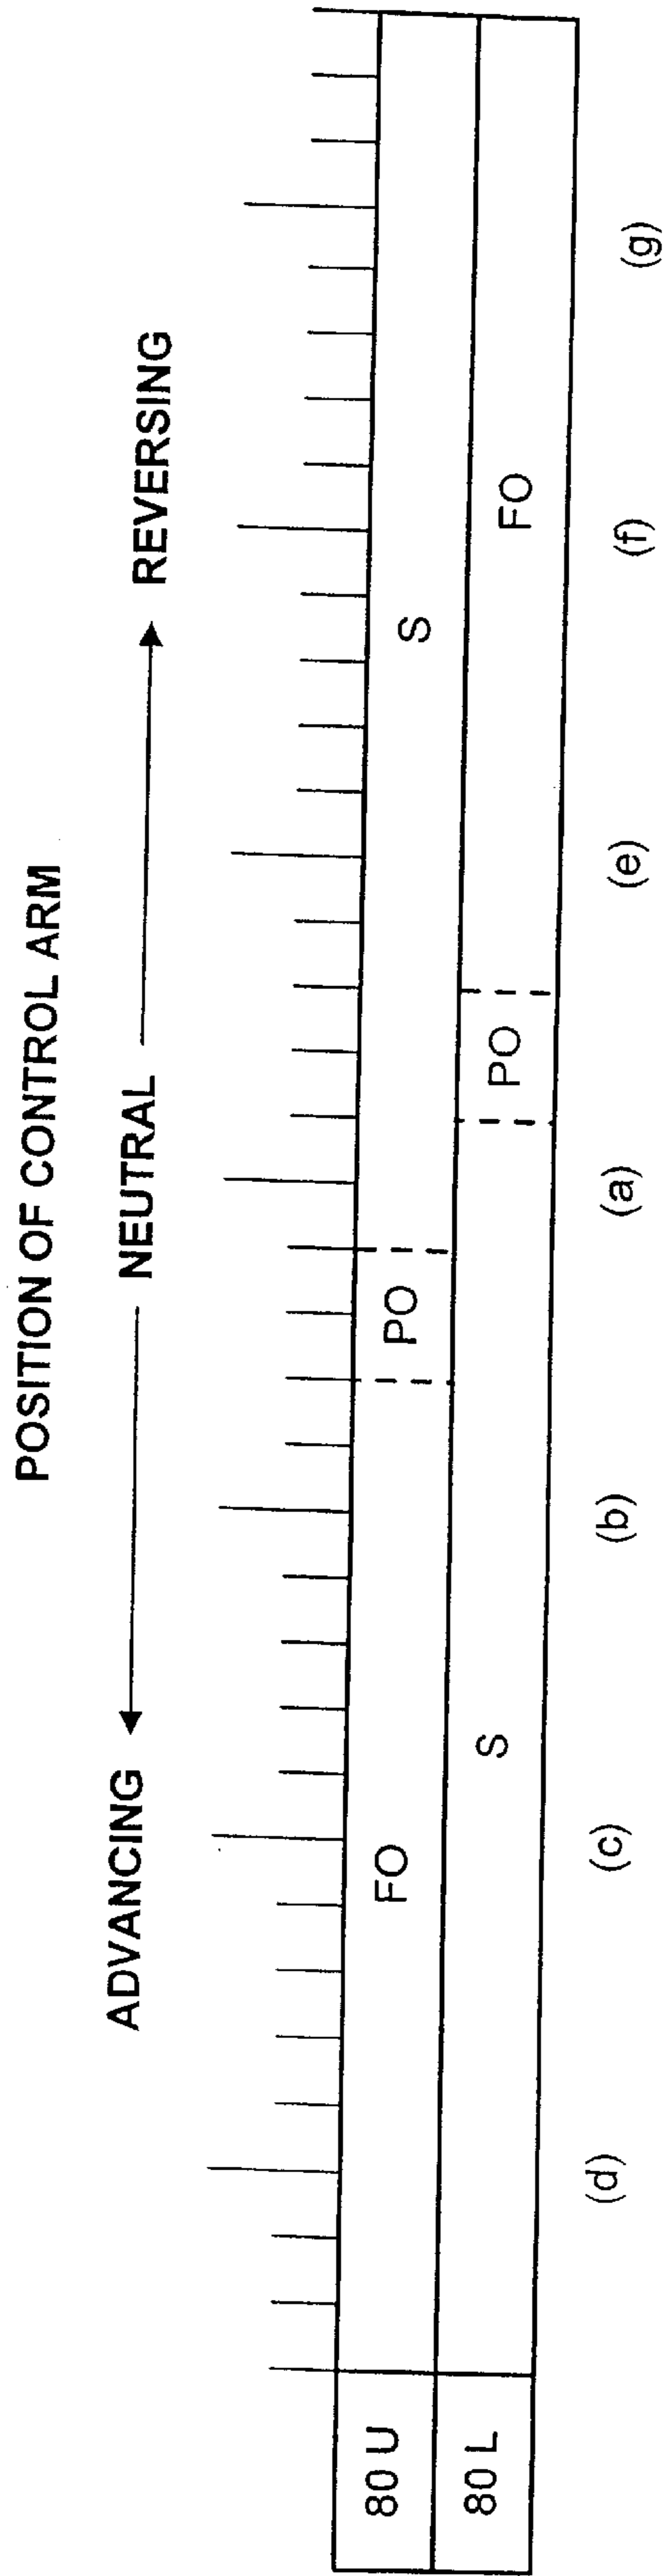 POSITION OF CONTROL ARM
ADVANCING NEUTRAL REVERSING
80 U FO PO S
80 L S PO FO
(d) (c) (b) (a) (e) (f) (g)